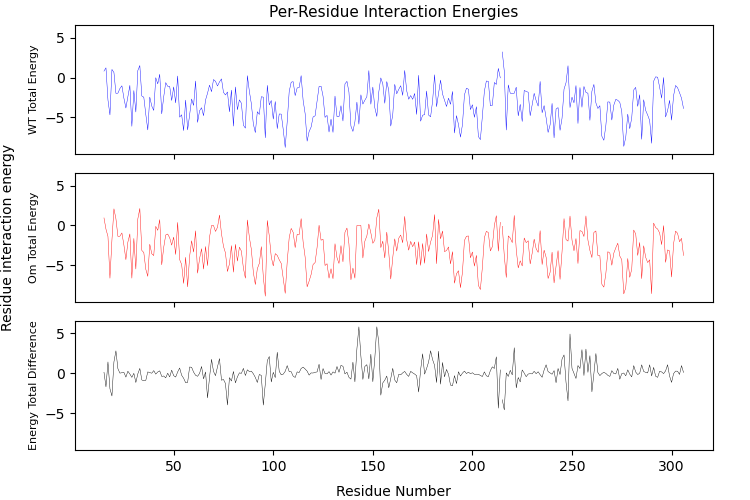 Per-Residue Interaction Energies
5
0
−5
WT Total Energy
5
0
−5
Om Total Energy
Residue interaction energy
5
0
−5
Energy Total Difference
50
100
150
200
250
300
Residue Number